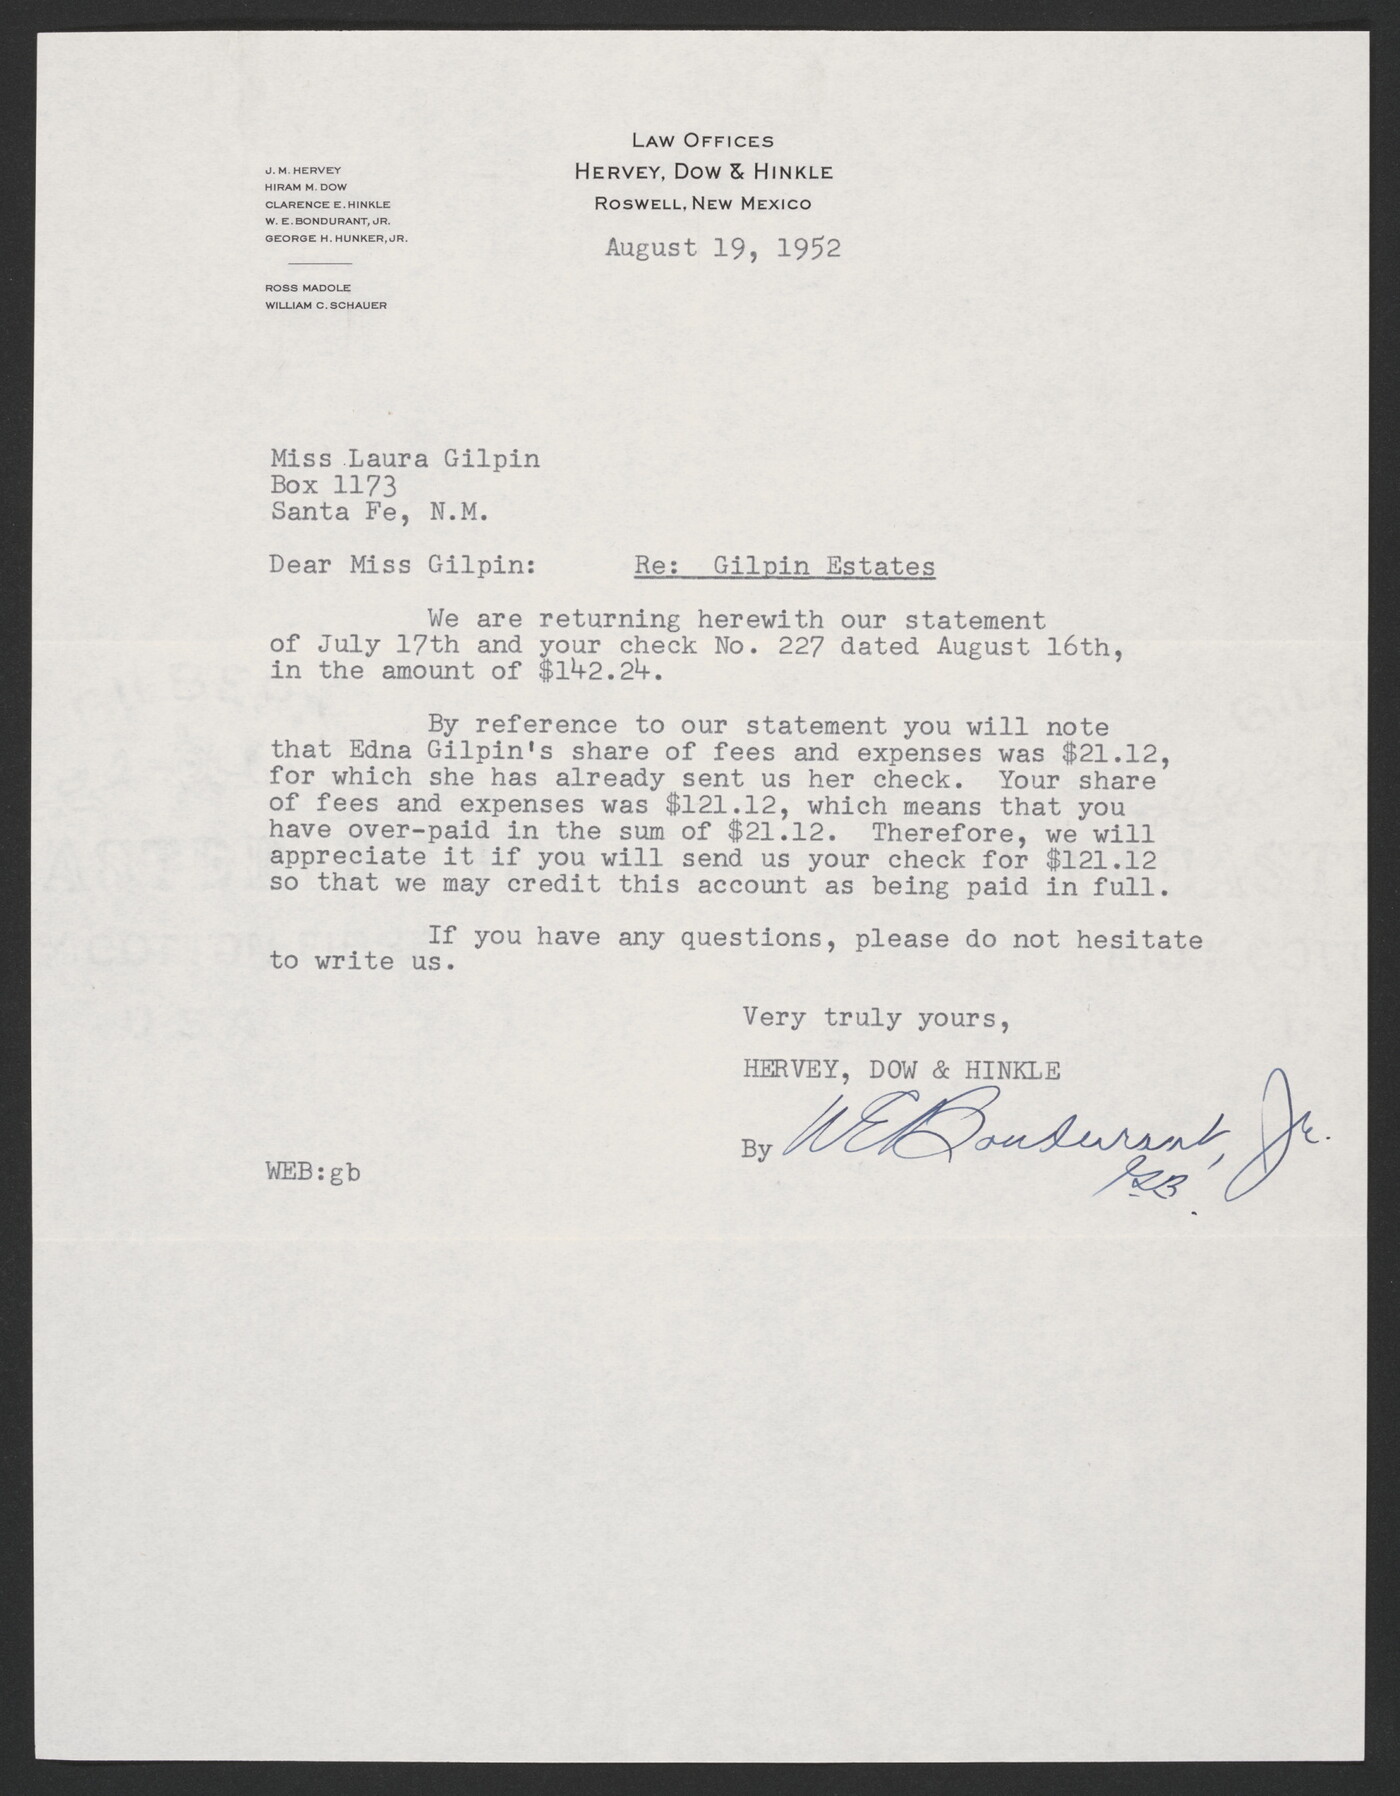 LAW OFFICES
HERVEY, DOW & HINKLE
ROSWELL, NEW MEXICO
J. M. HERVEY
HIRAM M. DOW
CLARENCE E. HINKLE
W. E. BONDURANT, JR.
GEORGE H. HUNKER, JR.
ROSS MADOLE
WILLIAM C. SCHAUER
August 19, 1952
Miss Laura Gilpin
Box 1173
Santa Fe, N.M.
Dear Miss Gilpin: Re: Gilpin Estates
We are returning herewith our statement
of July 17th and your check No. 227 dated August 16th,
in the amount of $142.24.
By reference to our statement you will note
that Edna Gilpin's share of fees and expenses was $21.12,
for which she has already sent us her check. Your share
of fees and expenses was $121.12, which means that you
have over-paid in the sum of $21.12. Therefore, we will
appreciate it if you will send us your check for $121.12
so that we may credit this account as being paid in full.
If you have any questions, please do not hesitate
to write us.
Very truly yours,
HERVEY, DOW & HINKLE
By WEBondurant, Jr.
WEB:gb